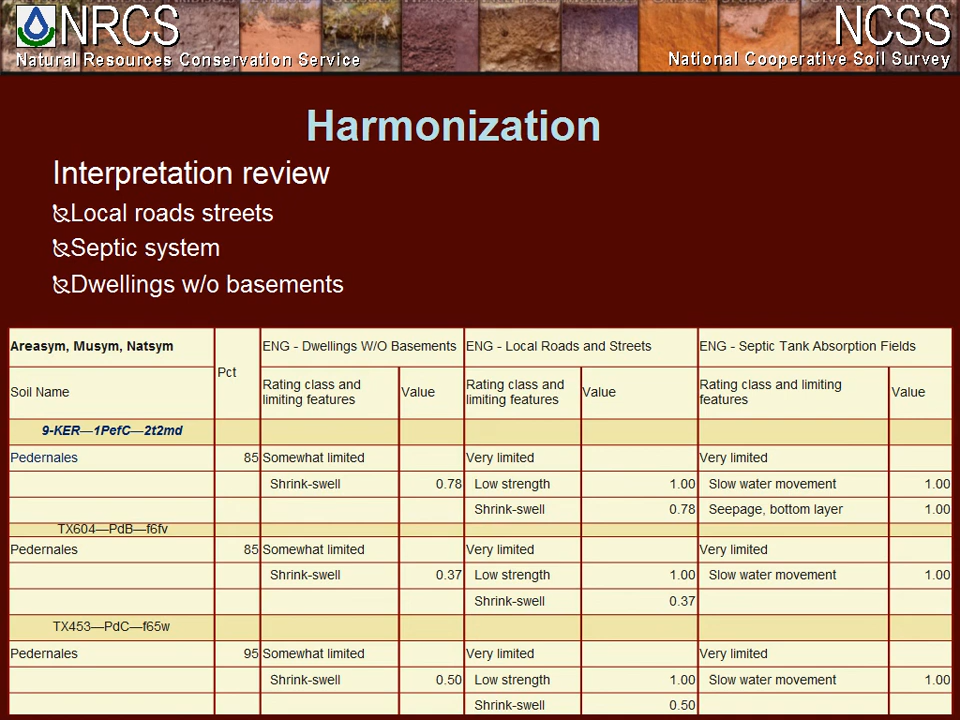 NRCS
Natural Resources Conservation Service
NCSS
National Cooperative Soil Survey
Harmonization
Interpretation review
Local roads streets
Septic system
Dwellings w/o basements
Areasym, Musym, Natsym
Pct
ENG - Dwellings W/O Basements
ENG - Local Roads and Streets
ENG - Septic Tank Absorption Fields
Soil Name
Rating class and
limiting features
Value
Rating class and
limiting features
Value
Rating class and limiting
features
Value
9-KER—1PefC—2t2md
Pedernales 85 Somewhat limited Very limited Very limited
Shrink-swell 0.78 Low strength 1.00 Slow water movement 1.00
Shrink-swell 0.78 Seepage, bottom layer 1.00
TX604—PdB—f6fv
Pedernales 85 Somewhat limited Very limited Very limited
Shrink-swell 0.37 Low strength 1.00 Slow water movement 1.00
Shrink-swell 0.37
TX453—PdC—f65w
Pedernales 95 Somewhat limited Very limited Very limited
Shrink-swell 0.50 Low strength 1.00 Slow water movement 1.00
Shrink-swell 0.50